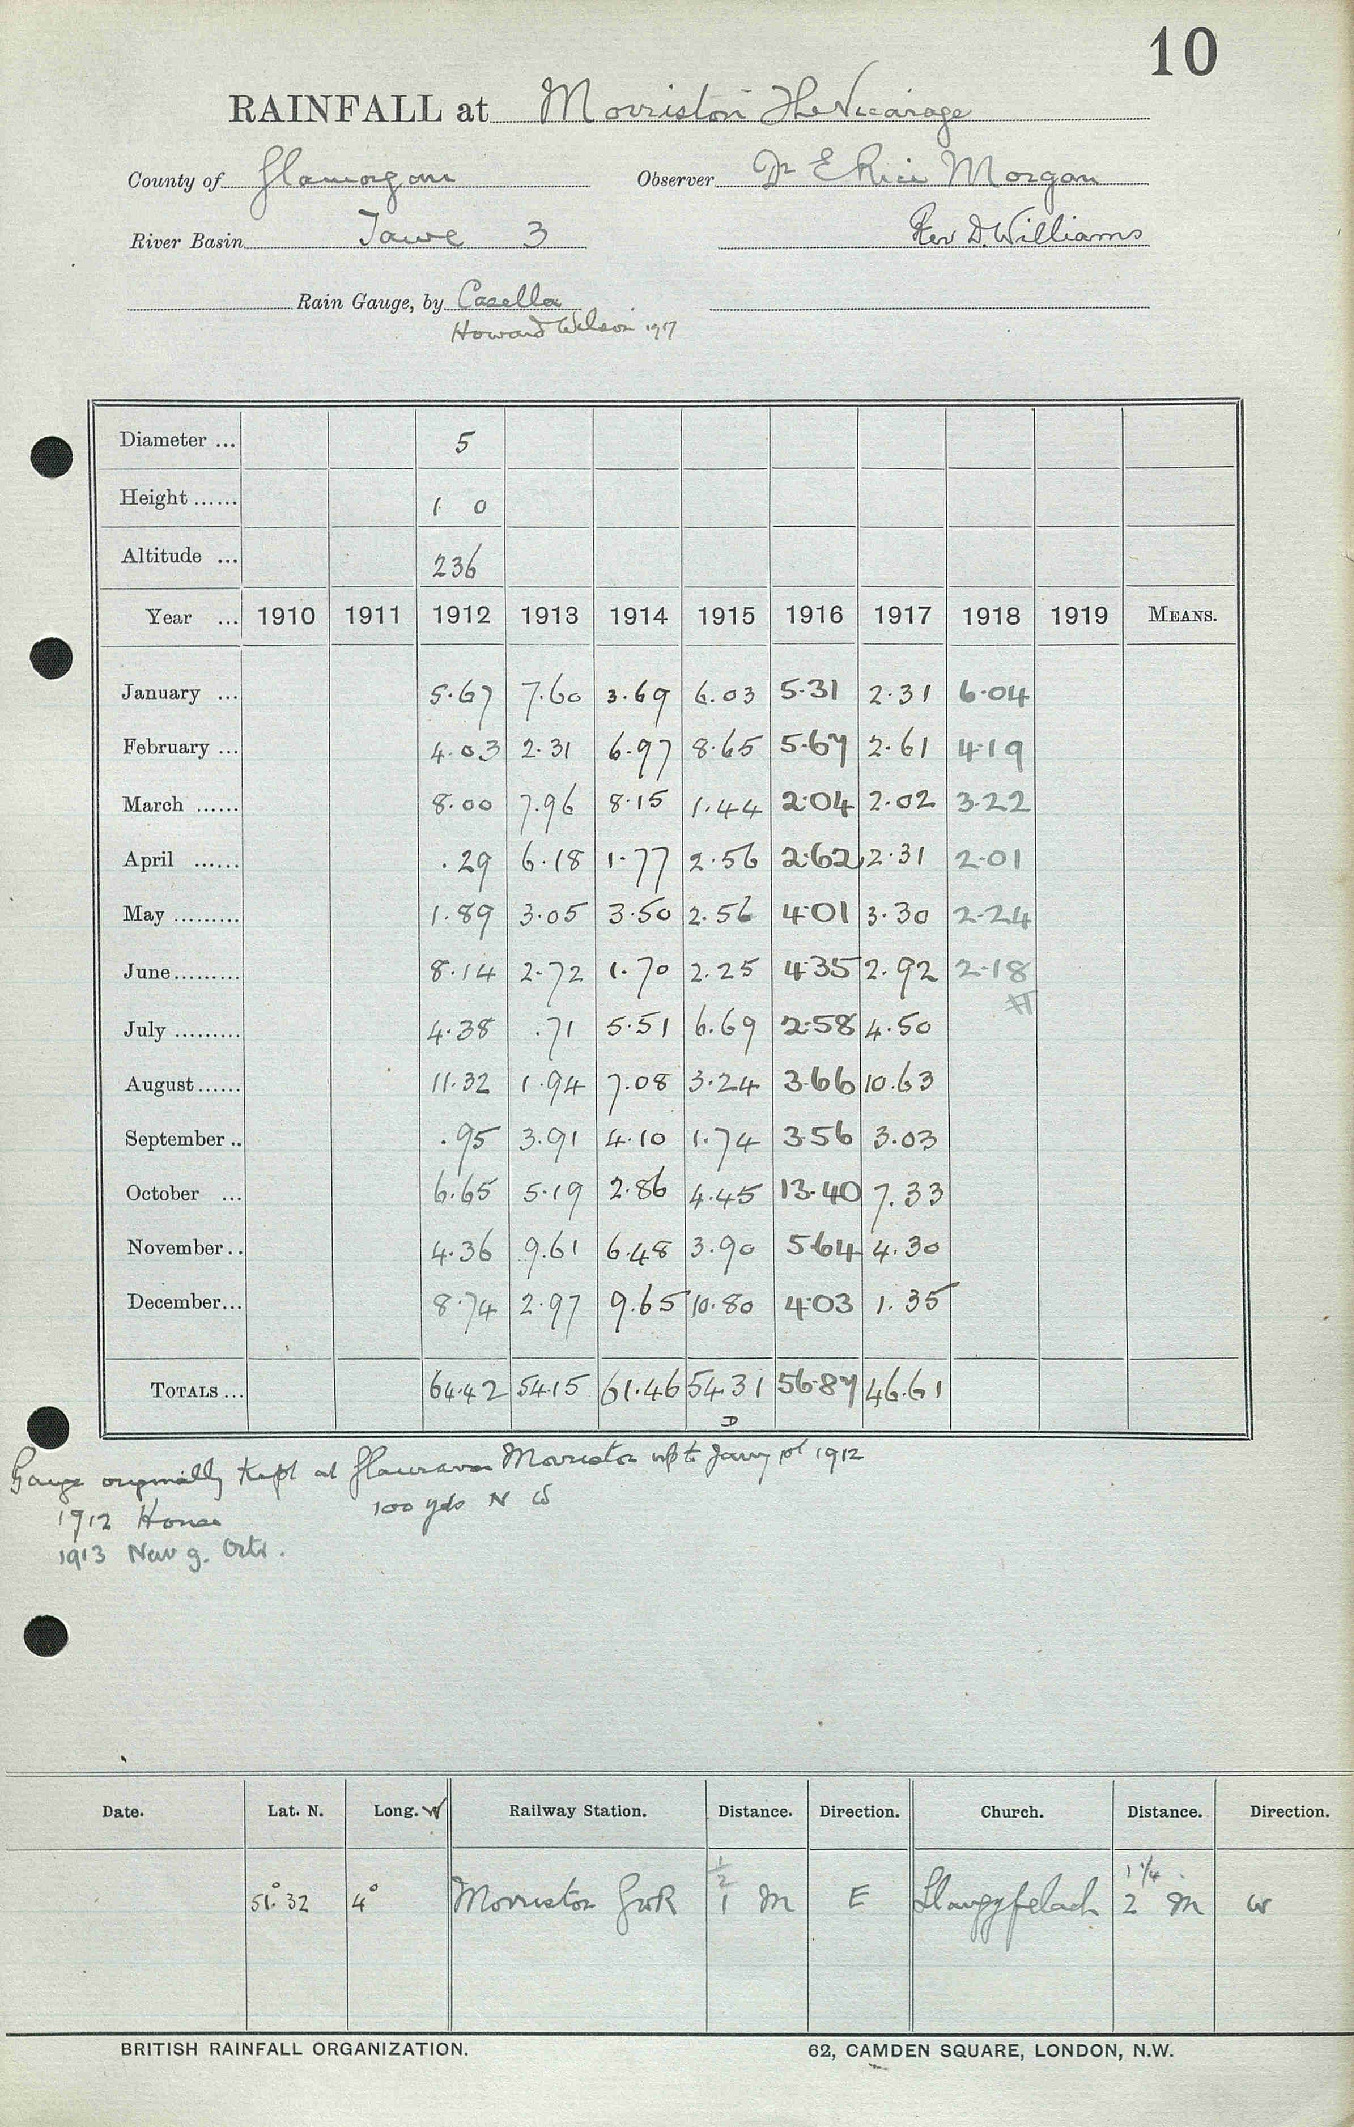 10
RAINFALL at Morriston The Vicarage
County of Glamorgan Observer Dr E Rice Morgan
River Basin Tawe 3 Rev D. Williams
Rain Gauge, by Casella
Howard Wilson 1917
Diameter ... 5
Height ...... 1 0
Altitude ... 236
Year ... 1910 1911 1912 1913 1914 1915 1916 1917 1918 1919 MEANS.
January ... 5.67 7.60 3.69 6.03 5.31 2.31 6.04
February ... 4.03 2.31 6.97 8.65 5.67 2.61 4.19
March ...... 8.00 7.96 8.15 1.44 2.04 2.02 3.22
April ...... .29 6.18 1.77 2.56 2.62 2.31 2.01
May ......... 1.89 3.05 3.50 2.56 4.01 3.30 2.24
June......... 8.14 2.72 1.70 2.25 4.35 2.92 2.18
July ......... 4.38 .71 5.51 6.69 2.58 4.50
August...... 11.32 1.94 7.08 3.24 3.66 10.63
September .. .95 3.91 4.10 1.74 3.56 3.03
October ... 6.65 5.19 2.86 4.45 13.40 7.33
November.. 4.36 9.61 6.48 3.90 5.64 4.30
December... 8.74 2.97 9.65 10.80 4.03 1.35
TOTALS ... 64.42 54.15 61.46 54.31 56.87 46.61
D
Gauge originally kept at Morriston up to Jany 1st 1912
100 yds N W
1912 House
1913 New g. Octr.
Date. Lat. N. Long. W Railway Station. Distance. Direction. Church. Distance. Direction.
1/2 1 1/4
51° 32 4° Morriston GWR 1 M E Llangyfelach 2 M W
BRITISH RAINFALL ORGANIZATION. 62, CAMDEN SQUARE, LONDON, N.W.